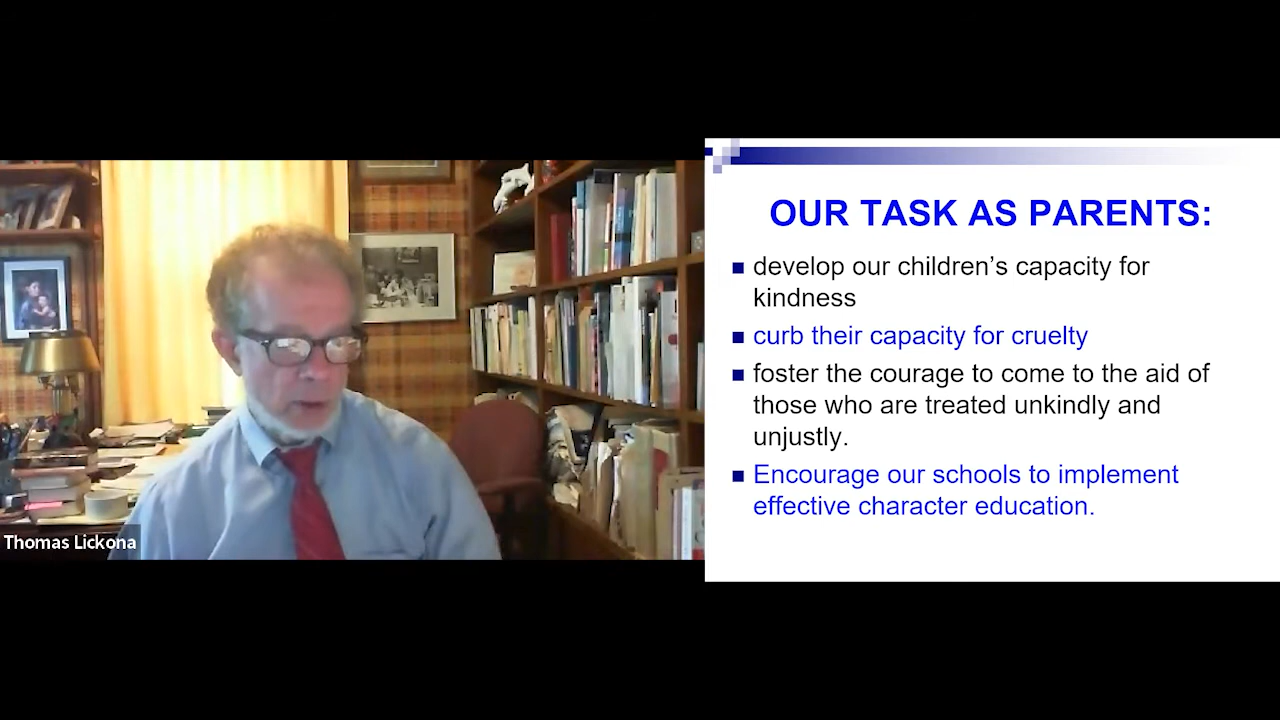 OUR TASK AS PARENTS:
develop our children’s capacity for
kindness
curb their capacity for cruelty
foster the courage to come to the aid of
those who are treated unkindly and
unjustly.
Encourage our schools to implement
effective character education.
Thomas Lickona